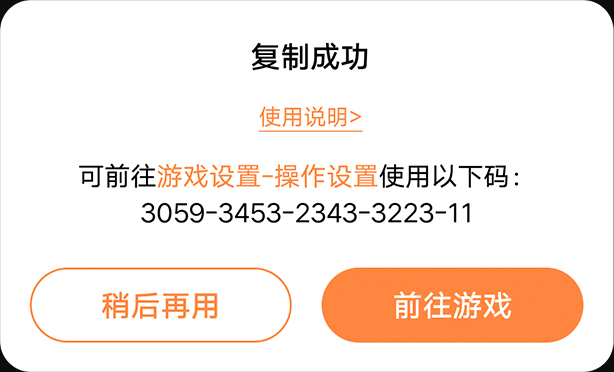 复制成功
使用说明>
可前往游戏设置-操作设置使用以下码：
3059-3453-2343-3223-11
稍后再用
前往游戏